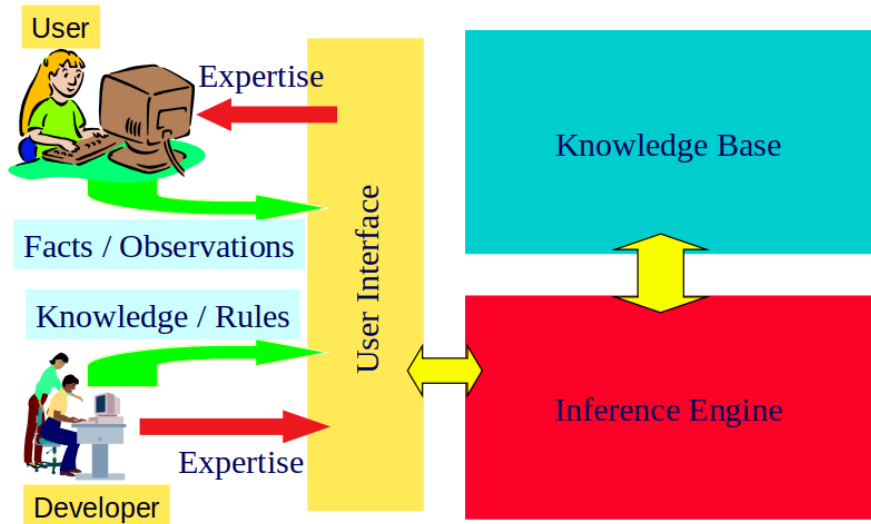 User
Expertise
Facts / Observations
Knowledge / Rules
Expertise
Developer
User Interface
Knowledge Base
Inference Engine